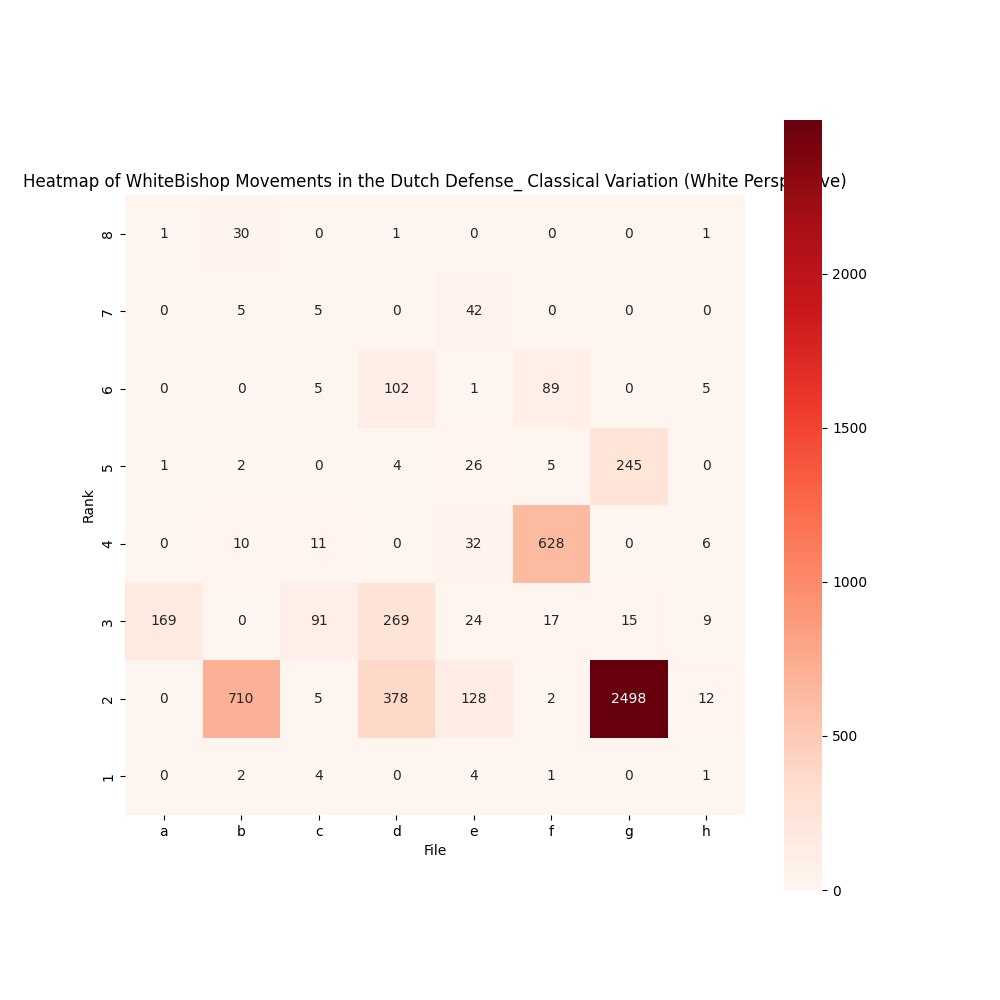 Heatmap of WhiteBishop Movements in the Dutch Defense_ Classical Variation (White Persp ve)
8 1 30 0 1 0 0 0 1
2000
7 0 5 5 0 42 0 0 0
6 0 0 5 102 1 89 0 5
1500
5 1 2 0 4 26 5 245 0
Rank
4 0 10 11 0 32 628 0 6
1000
3 169 0 91 269 24 17 15 9
2 0 710 5 378 128 2 2498 12
500
1 0 2 4 0 4 1 0 1
a b c d e f g h
File
0